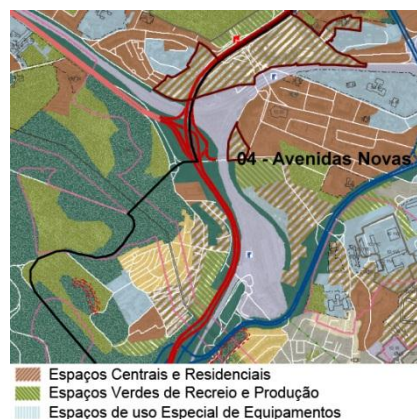 04 - Avenidas Novas
Espaços Centrais e Residenciais
Espaços Verdes de Recreio e Produção
Espaços de uso Especial de Equipamentos